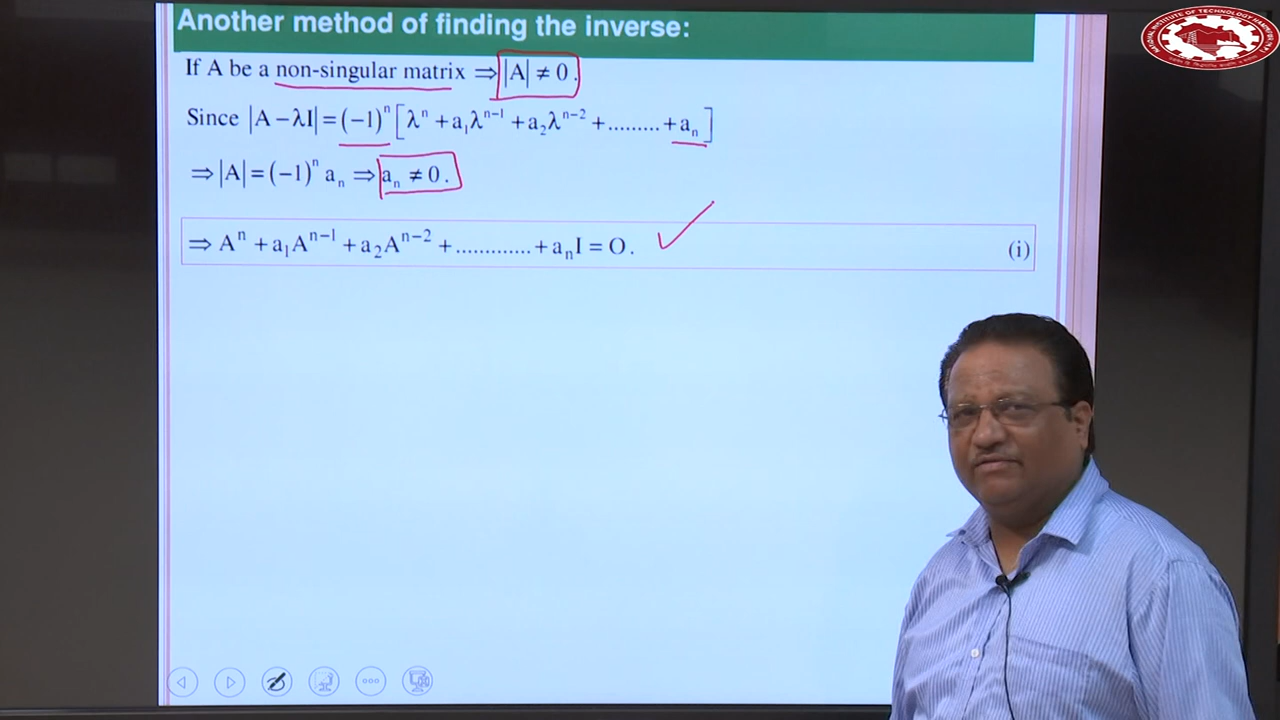 Another method of finding the inverse:
If A be a non-singular matrix ⇒ |A| ≠ 0.
Since |A − λI| = (−1)ⁿ [λⁿ + a₁λⁿ⁻¹ + a₂λⁿ⁻² + ......... + aₙ]
⇒ |A| = (−1)ⁿ aₙ ⇒ aₙ ≠ 0.
⇒ Aⁿ + a₁Aⁿ⁻¹ + a₂Aⁿ⁻² + ............. + aₙI = O. (i)